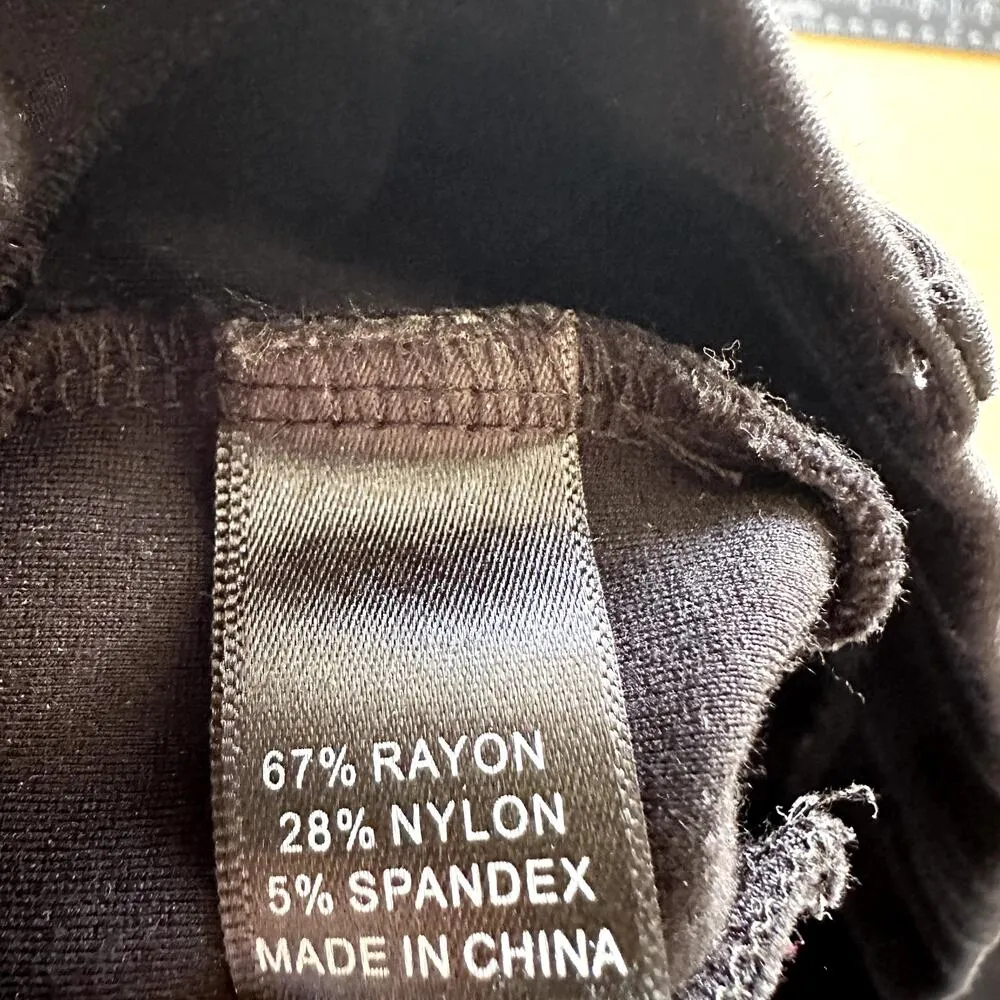 67% RAYON
28% NYLON
5% SPANDEX
MADE IN CHINA